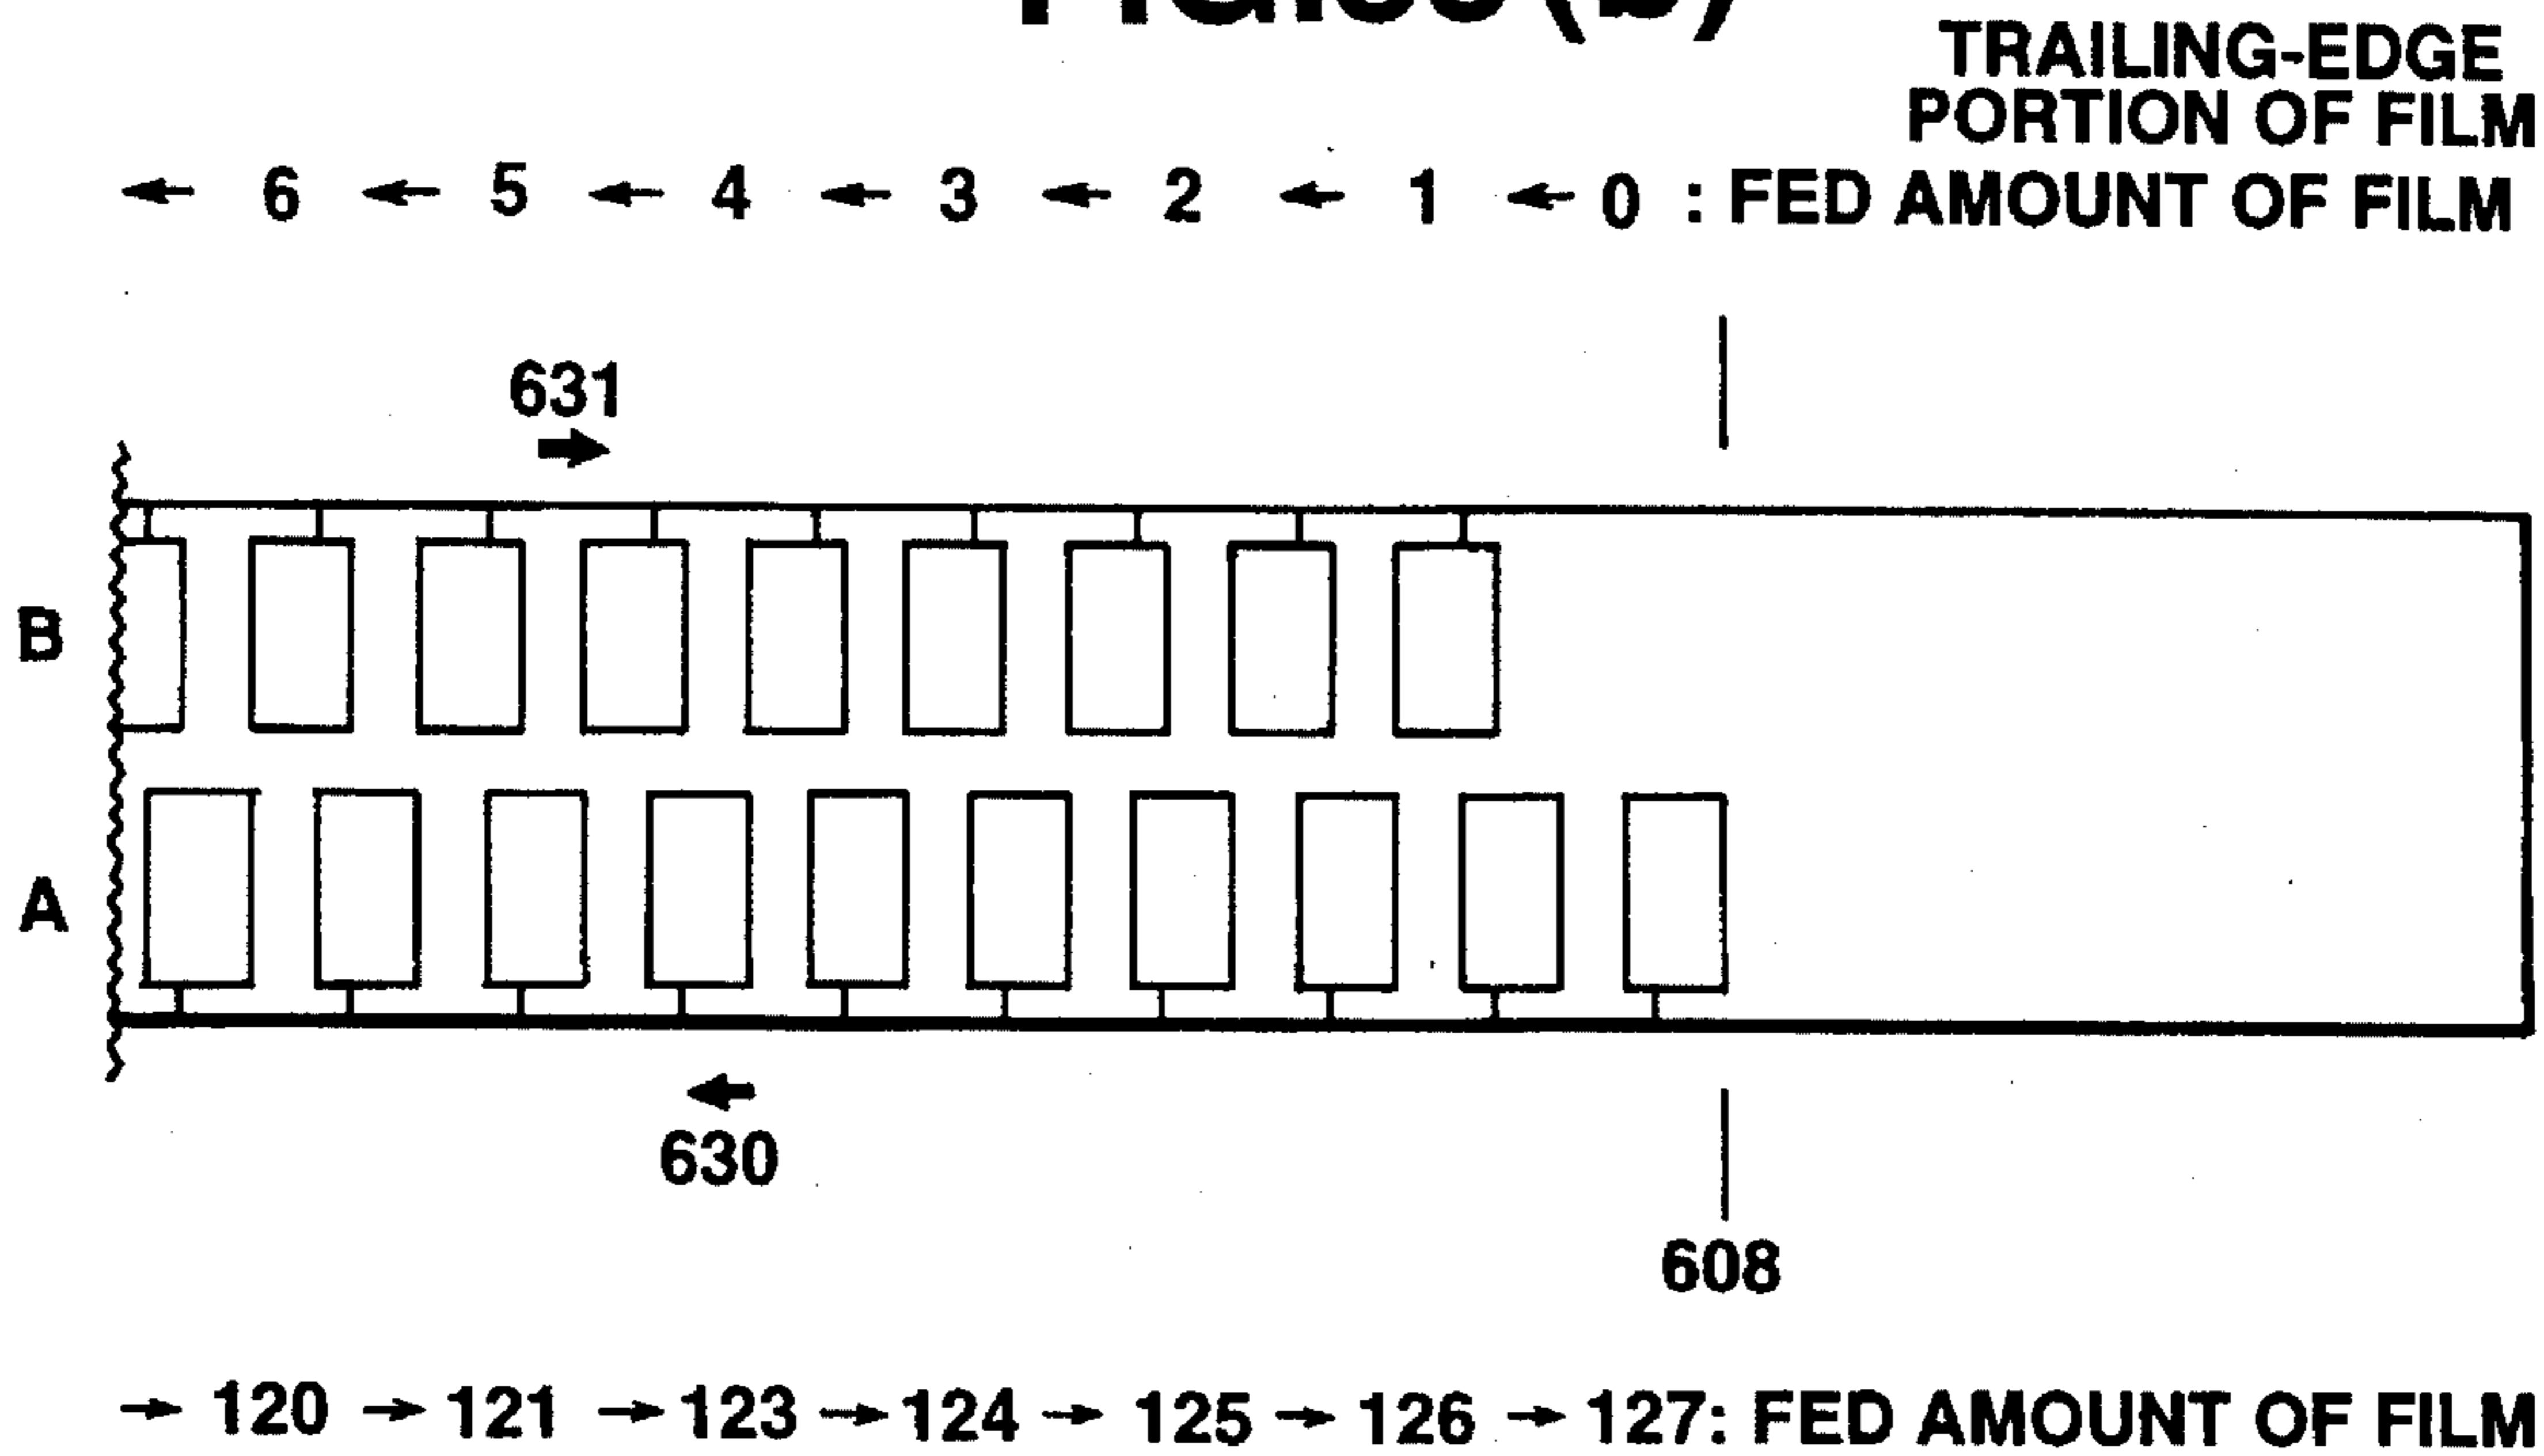 TRAILING-EDGE
PORTION OF FILM
← 6 ← 5 ← 4 ← 3 ← 2 ← 1 ← 0 : FED AMOUNT OF FILM
631
B
A
630
608
→ 120 → 121 → 123 → 124 → 125 → 126 → 127: FED AMOUNT OF FILM